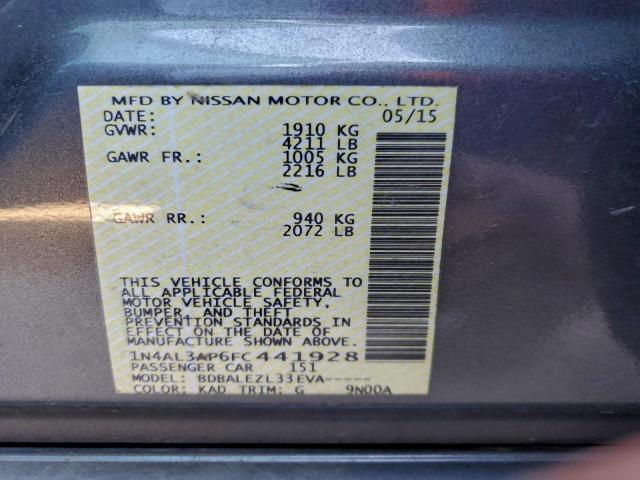 MFD BY NISSAN MOTOR CO., LTD.
DATE: 05/15
GVWR: 1910 KG
4211 LB
GAWR FR.: 1005 KG
2216 LB
GAWR RR.: 940 KG
2072 LB
THIS VEHICLE CONFORMS TO
ALL APPLICABLE FEDERAL
MOTOR VEHICLE SAFETY,
BUMPER, AND THEFT
PREVENTION STANDARDS IN
EFFECT ON THE DATE OF
MANUFACTURE SHOWN ABOVE.
1N4AL3AP6FC441928
PASSENGER CAR 151
MODEL: BDBALEZL33EVA-----
COLOR: KAD TRIM: G 9N00A